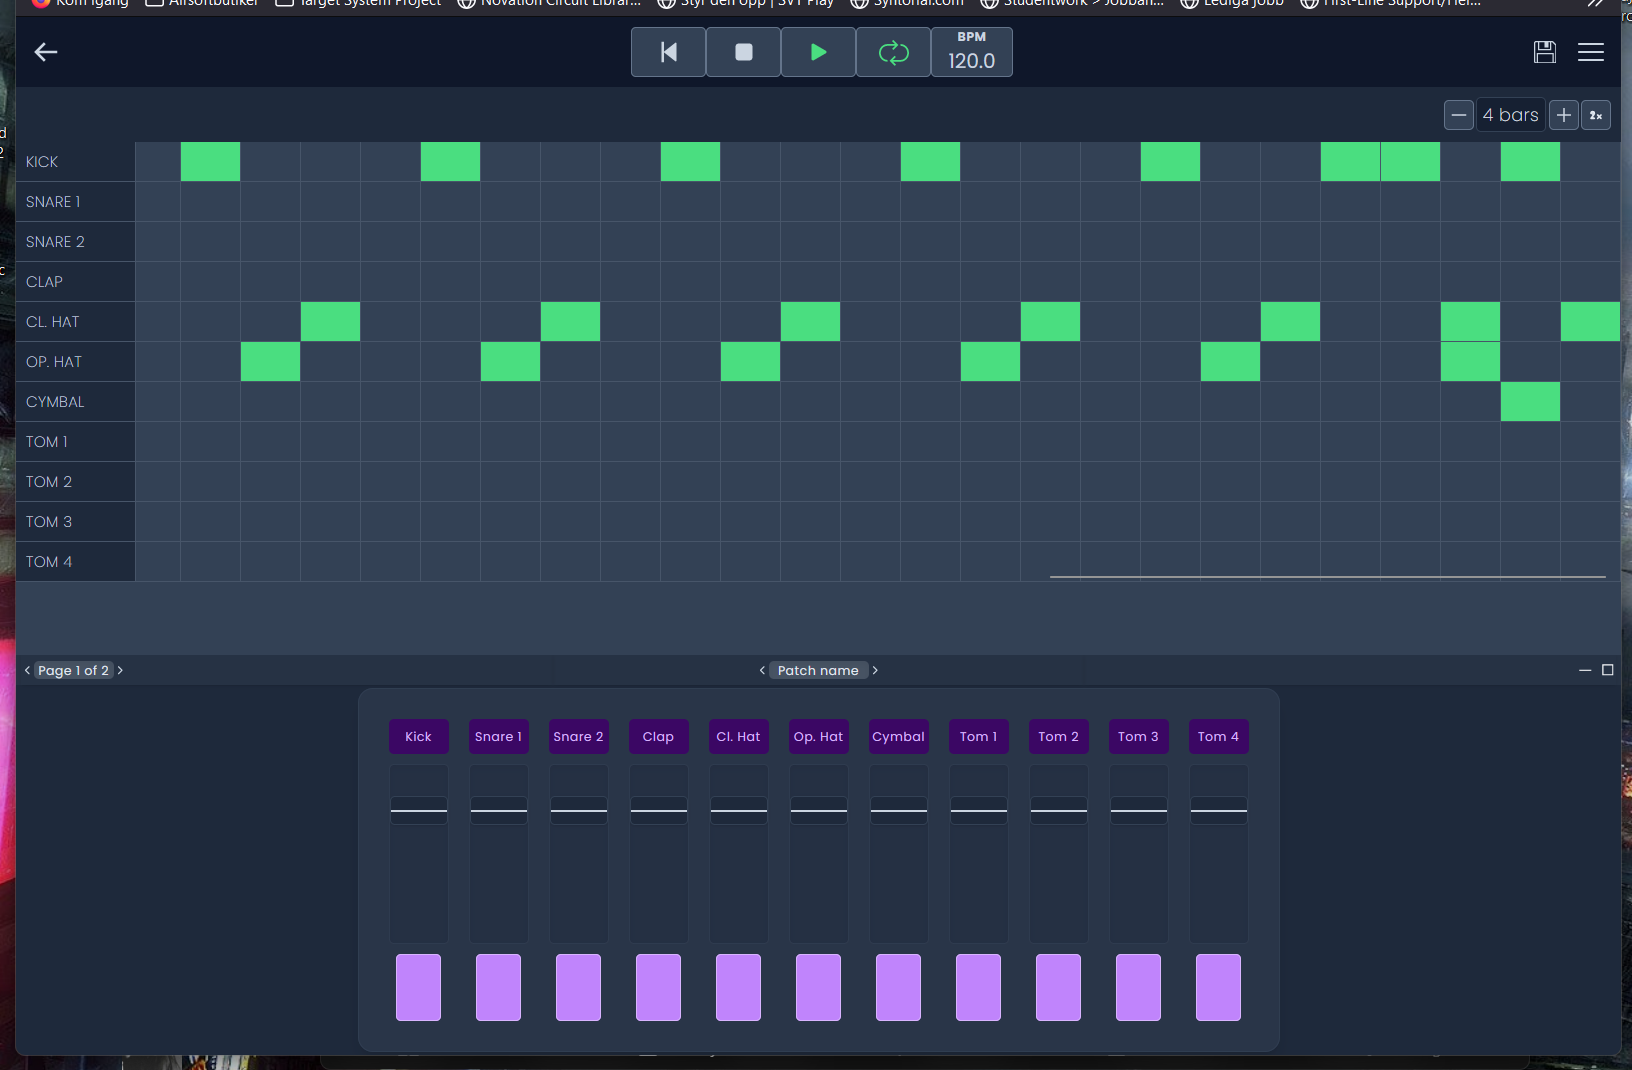 Kom igång Airsoftbutiker Target System Project Novation Circuit Librar... Styr den opp | SVT Play Syntorial.com Studentwork > Jobban... Lediga jobb First-Line Support/Hel...
BPM
120.0
4 bars
2x
KICK
SNARE 1
SNARE 2
CLAP
CL. HAT
OP. HAT
CYMBAL
TOM 1
TOM 2
TOM 3
TOM 4
Page 1 of 2
Patch name
Kick Snare 1 Snare 2 Clap Cl. Hat Op. Hat Cymbal Tom 1 Tom 2 Tom 3 Tom 4